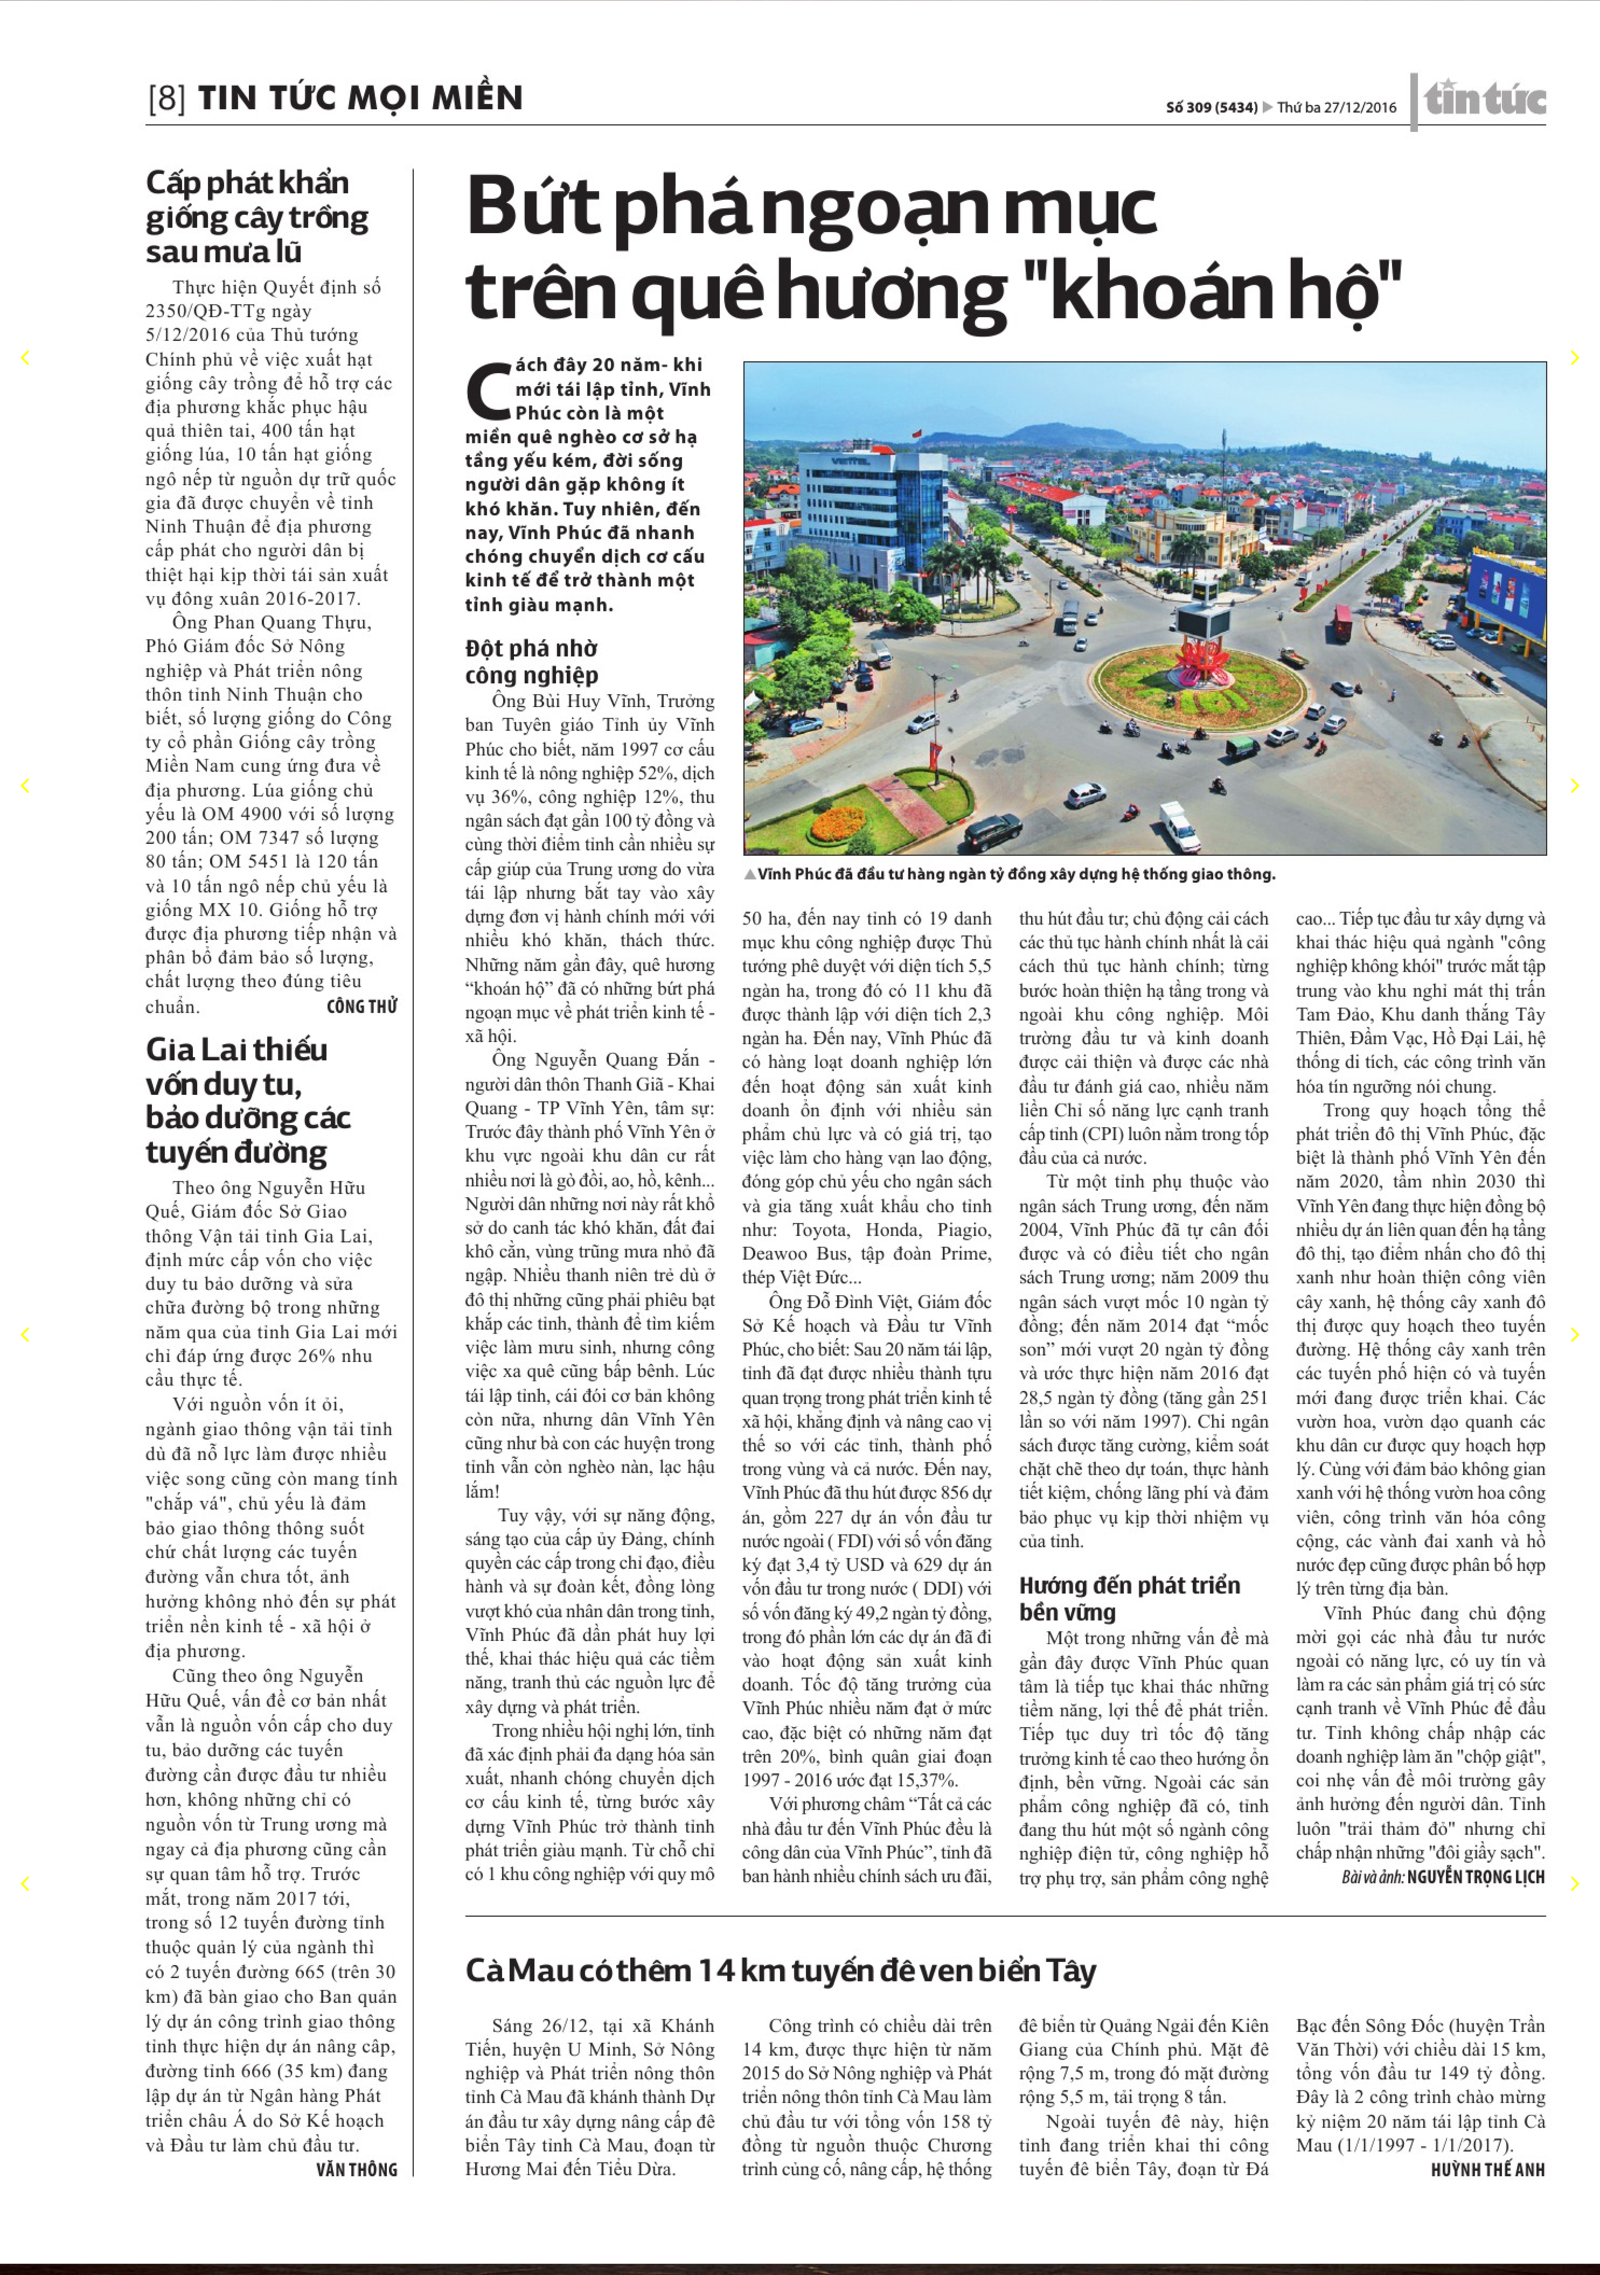 [8] TIN TỨC MỌI MIỀN
Số 309 (5434) ▶ Thứ ba 27/12/2016
tin tức
Cấp phát khẩn
giống cây trồng
sau mưa lũ
Thực hiện Quyết định số
2350/QĐ-TTg ngày
5/12/2016 của Thủ tướng
Chính phủ về việc xuất hạt
giống cây trồng để hỗ trợ các
địa phương khắc phục hậu
quả thiên tai, 400 tấn hạt
giống lúa, 10 tấn hạt giống
ngô nếp từ nguồn dự trữ quốc
gia đã được chuyển về tỉnh
Ninh Thuận để địa phương
cấp phát cho người dân bị
thiệt hại kịp thời tái sản xuất
vụ đông xuân 2016-2017.
Ông Phan Quang Thựu,
Phó Giám đốc Sở Nông
nghiệp và Phát triển nông
thôn tỉnh Ninh Thuận cho
biết, số lượng giống do Công
ty cổ phần Giống cây trồng
Miền Nam cung ứng đưa về
địa phương. Lúa giống chủ
yếu là OM 4900 với số lượng
200 tấn; OM 7347 số lượng
80 tấn; OM 5451 là 120 tấn
và 10 tấn ngô nếp chủ yếu là
giống MX 10. Giống hỗ trợ
được địa phương tiếp nhận và
phân bổ đảm bảo số lượng,
chất lượng theo đúng tiêu
chuẩn. CÔNG THỬ
Gia Lai thiếu
vốn duy tu,
bảo dưỡng các
tuyến đường
Theo ông Nguyễn Hữu
Quế, Giám đốc Sở Giao
thông Vận tải tỉnh Gia Lai,
định mức cấp vốn cho việc
duy tu bảo dưỡng và sửa
chữa đường bộ trong những
năm qua của tỉnh Gia Lai mới
chỉ đáp ứng được 26% nhu
cầu thực tế.
Với nguồn vốn ít ỏi,
ngành giao thông vận tải tỉnh
dù đã nỗ lực làm được nhiều
việc song cũng còn mang tính
"chắp vá", chủ yếu là đảm
bảo giao thông thông suốt
chứ chất lượng các tuyến
đường vẫn chưa tốt, ảnh
hưởng không nhỏ đến sự phát
triển nền kinh tế - xã hội ở
địa phương.
Cũng theo ông Nguyễn
Hữu Quế, vấn đề cơ bản nhất
vẫn là nguồn vốn cấp cho duy
tu, bảo dưỡng các tuyến
đường cần được đầu tư nhiều
hơn, không những chỉ có
nguồn vốn từ Trung ương mà
ngay cả địa phương cũng cần
sự quan tâm hỗ trợ. Trước
mắt, trong năm 2017 tới,
trong số 12 tuyến đường tỉnh
thuộc quản lý của ngành thì
có 2 tuyến đường 665 (trên 30
km) đã bàn giao cho Ban quản
lý dự án công trình giao thông
tỉnh thực hiện dự án nâng cấp,
đường tỉnh 666 (35 km) đang
lập dự án từ Ngân hàng Phát
triển châu Á do Sở Kế hoạch
và Đầu tư làm chủ đầu tư.
VĂN THÔNG
Bứt phá ngoạn mục
trên quê hương "khoán hộ"
Cách đây 20 năm- khi
mới tái lập tỉnh, Vĩnh
Phúc còn là một
miền quê nghèo cơ sở hạ
tầng yếu kém, đời sống
người dân gặp không ít
khó khăn. Tuy nhiên, đến
nay, Vĩnh Phúc đã nhanh
chóng chuyển dịch cơ cấu
kinh tế để trở thành một
tỉnh giàu mạnh.
Đột phá nhờ
công nghiệp
Ông Bùi Huy Vĩnh, Trưởng
ban Tuyên giáo Tỉnh ủy Vĩnh
Phúc cho biết, năm 1997 cơ cấu
kinh tế là nông nghiệp 52%, dịch
vụ 36%, công nghiệp 12%, thu
ngân sách đạt gần 100 tỷ đồng và
cùng thời điểm tỉnh cần nhiều sự
cấp giúp của Trung ương do vừa
tái lập nhưng bắt tay vào xây
dựng đơn vị hành chính mới với
nhiều khó khăn, thách thức.
Những năm gần đây, quê hương
“khoán hộ” đã có những bứt phá
ngoạn mục về phát triển kinh tế -
xã hội.
Ông Nguyễn Quang Đắn -
người dân thôn Thanh Giã - Khai
Quang - TP Vĩnh Yên, tâm sự:
Trước đây thành phố Vĩnh Yên ở
khu vực ngoài khu dân cư rất
nhiều nơi là gò đồi, ao, hồ, kênh...
Người dân những nơi này rất khổ
sở do canh tác khó khăn, đất đai
khô cằn, vùng trũng mưa nhỏ đã
ngập. Nhiều thanh niên trẻ dù ở
đô thị những cũng phải phiêu bạt
khắp các tỉnh, thành để tìm kiếm
việc làm mưu sinh, nhưng công
việc xa quê cũng bấp bênh. Lúc
tái lập tỉnh, cái đói cơ bản không
còn nữa, nhưng dân Vĩnh Yên
cũng như bà con các huyện trong
tỉnh vẫn còn nghèo nàn, lạc hậu
lắm!
Tuy vậy, với sự năng động,
sáng tạo của cấp ủy Đảng, chính
quyền các cấp trong chỉ đạo, điều
hành và sự đoàn kết, đồng lòng
vượt khó của nhân dân trong tỉnh,
Vĩnh Phúc đã dần phát huy lợi
thế, khai thác hiệu quả các tiềm
năng, tranh thủ các nguồn lực để
xây dựng và phát triển.
Trong nhiều hội nghị lớn, tỉnh
đã xác định phải đa dạng hóa sản
xuất, nhanh chóng chuyển dịch
cơ cấu kinh tế, từng bước xây
dựng Vĩnh Phúc trở thành tỉnh
phát triển giàu mạnh. Từ chỗ chỉ
có 1 khu công nghiệp với quy mô
VIETTEL
▲Vĩnh Phúc đã đầu tư hàng ngàn tỷ đồng xây dựng hệ thống giao thông.
50 ha, đến nay tỉnh có 19 danh
mục khu công nghiệp được Thủ
tướng phê duyệt với diện tích 5,5
ngàn ha, trong đó có 11 khu đã
được thành lập với diện tích 2,3
ngàn ha. Đến nay, Vĩnh Phúc đã
có hàng loạt doanh nghiệp lớn
đến hoạt động sản xuất kinh
doanh ổn định với nhiều sản
phẩm chủ lực và có giá trị, tạo
việc làm cho hàng vạn lao động,
đóng góp chủ yếu cho ngân sách
và gia tăng xuất khẩu cho tỉnh
như: Toyota, Honda, Piagio,
Deawoo Bus, tập đoàn Prime,
thép Việt Đức...
Ông Đỗ Đình Việt, Giám đốc
Sở Kế hoạch và Đầu tư Vĩnh
Phúc, cho biết: Sau 20 năm tái lập,
tỉnh đã đạt được nhiều thành tựu
quan trọng trong phát triển kinh tế
xã hội, khẳng định và nâng cao vị
thế so với các tỉnh, thành phố
trong vùng và cả nước. Đến nay,
Vĩnh Phúc đã thu hút được 856 dự
án, gồm 227 dự án vốn đầu tư
nước ngoài ( FDI) với số vốn đăng
ký đạt 3,4 tỷ USD và 629 dự án
vốn đầu tư trong nước ( DDI) với
số vốn đăng ký 49,2 ngàn tỷ đồng,
trong đó phần lớn các dự án đã đi
vào hoạt động sản xuất kinh
doanh. Tốc độ tăng trưởng của
Vĩnh Phúc nhiều năm đạt ở mức
cao, đặc biệt có những năm đạt
trên 20%, bình quân giai đoạn
1997 - 2016 ước đạt 15,37%.
Với phương châm “Tất cả các
nhà đầu tư đến Vĩnh Phúc đều là
công dân của Vĩnh Phúc”, tỉnh đã
ban hành nhiều chính sách ưu đãi,
thu hút đầu tư; chủ động cải cách
các thủ tục hành chính nhất là cải
cách thủ tục hành chính; từng
bước hoàn thiện hạ tầng trong và
ngoài khu công nghiệp. Môi
trường đầu tư và kinh doanh
được cải thiện và được các nhà
đầu tư đánh giá cao, nhiều năm
liền Chỉ số năng lực cạnh tranh
cấp tỉnh (CPI) luôn nằm trong tốp
đầu của cả nước.
Từ một tỉnh phụ thuộc vào
ngân sách Trung ương, đến năm
2004, Vĩnh Phúc đã tự cân đối
được và có điều tiết cho ngân
sách Trung ương; năm 2009 thu
ngân sách vượt mốc 10 ngàn tỷ
đồng; đến năm 2014 đạt “mốc
son” mới vượt 20 ngàn tỷ đồng
và ước thực hiện năm 2016 đạt
28,5 ngàn tỷ đồng (tăng gần 251
lần so với năm 1997). Chi ngân
sách được tăng cường, kiểm soát
chặt chẽ theo dự toán, thực hành
tiết kiệm, chống lãng phí và đảm
bảo phục vụ kịp thời nhiệm vụ
của tỉnh.
Hướng đến phát triển
bền vững
Một trong những vấn đề mà
gần đây được Vĩnh Phúc quan
tâm là tiếp tục khai thác những
tiềm năng, lợi thế để phát triển.
Tiếp tục duy trì tốc độ tăng
trưởng kinh tế cao theo hướng ổn
định, bền vững. Ngoài các sản
phẩm công nghiệp đã có, tỉnh
đang thu hút một số ngành công
nghiệp điện tử, công nghiệp hỗ
trợ phụ trợ, sản phẩm công nghệ
cao... Tiếp tục đầu tư xây dựng và
khai thác hiệu quả ngành "công
nghiệp không khói" trước mắt tập
trung vào khu nghỉ mát thị trấn
Tam Đảo, Khu danh thắng Tây
Thiên, Đầm Vạc, Hồ Đại Lải, hệ
thống di tích, các công trình văn
hóa tín ngưỡng nói chung.
Trong quy hoạch tổng thể
phát triển đô thị Vĩnh Phúc, đặc
biệt là thành phố Vĩnh Yên đến
năm 2020, tầm nhìn 2030 thì
Vĩnh Yên đang thực hiện đồng bộ
nhiều dự án liên quan đến hạ tầng
đô thị, tạo điểm nhấn cho đô thị
xanh như hoàn thiện công viên
cây xanh, hệ thống cây xanh đô
thị được quy hoạch theo tuyến
đường. Hệ thống cây xanh trên
các tuyến phố hiện có và tuyến
mới đang được triển khai. Các
vườn hoa, vườn dạo quanh các
khu dân cư được quy hoạch hợp
lý. Cùng với đảm bảo không gian
xanh với hệ thống vườn hoa công
viên, công trình văn hóa công
cộng, các vành đai xanh và hồ
nước đẹp cũng được phân bố hợp
lý trên từng địa bàn.
Vĩnh Phúc đang chủ động
mời gọi các nhà đầu tư nước
ngoài có năng lực, có uy tín và
làm ra các sản phẩm giá trị có sức
cạnh tranh về Vĩnh Phúc để đầu
tư. Tỉnh không chấp nhập các
doanh nghiệp làm ăn "chộp giật",
coi nhẹ vấn đề môi trường gây
ảnh hưởng đến người dân. Tỉnh
luôn "trải thảm đỏ" nhưng chỉ
chấp nhận những "đôi giầy sạch".
Bài và ảnh: NGUYỄN TRỌNG LỊCH
Cà Mau có thêm 14 km tuyến đê ven biển Tây
Sáng 26/12, tại xã Khánh
Tiến, huyện U Minh, Sở Nông
nghiệp và Phát triển nông thôn
tỉnh Cà Mau đã khánh thành Dự
án đầu tư xây dựng nâng cấp đê
biển Tây tỉnh Cà Mau, đoạn từ
Hương Mai đến Tiểu Dừa.
Công trình có chiều dài trên
14 km, được thực hiện từ năm
2015 do Sở Nông nghiệp và Phát
triển nông thôn tỉnh Cà Mau làm
chủ đầu tư với tổng vốn 158 tỷ
đồng từ nguồn thuộc Chương
trình củng cố, nâng cấp, hệ thống
đê biển từ Quảng Ngãi đến Kiên
Giang của Chính phủ. Mặt đê
rộng 7,5 m, trong đó mặt đường
rộng 5,5 m, tải trọng 8 tấn.
Ngoài tuyến đê này, hiện
tỉnh đang triển khai thi công
tuyến đê biển Tây, đoạn từ Đá
Bạc đến Sông Đốc (huyện Trần
Văn Thời) với chiều dài 15 km,
tổng vốn đầu tư 149 tỷ đồng.
Đây là 2 công trình chào mừng
kỷ niệm 20 năm tái lập tỉnh Cà
Mau (1/1/1997 - 1/1/2017).
HUỲNH THẾ ANH